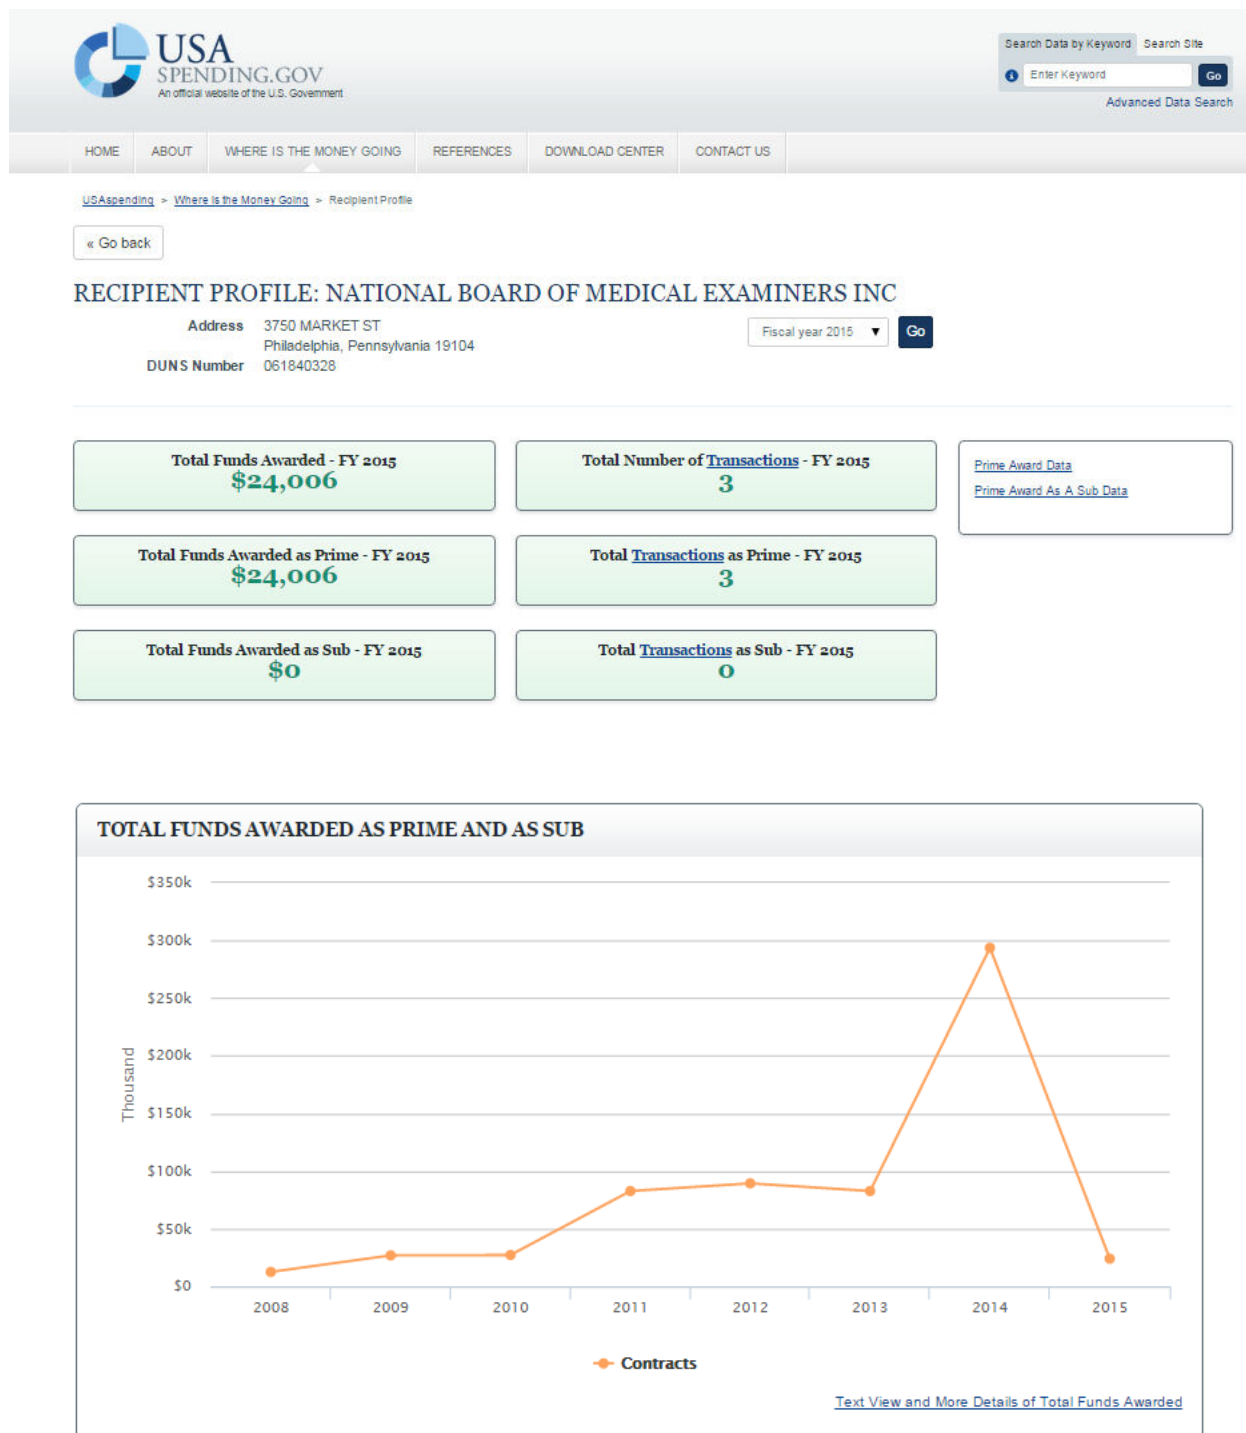 USA
SPENDING.GOV
An official website of the U.S. Government
Search Data by Keyword Search Site
Enter Keyword Go
Advanced Data Search
HOME ABOUT WHERE IS THE MONEY GOING REFERENCES DOWNLOAD CENTER CONTACT US
USAspending > Where is the Money Going > Recipient Profile
« Go back
RECIPIENT PROFILE: NATIONAL BOARD OF MEDICAL EXAMINERS INC
Address 3750 MARKET ST
Philadelphia, Pennsylvania 19104
DUNS Number 061840328
Fiscal year 2015 ▼ Go
Total Funds Awarded - FY 2015
$24,006
Total Number of Transactions - FY 2015
3
Prime Award Data
Prime Award As A Sub Data
Total Funds Awarded as Prime - FY 2015
$24,006
Total Transactions as Prime - FY 2015
3
Total Funds Awarded as Sub - FY 2015
$0
Total Transactions as Sub - FY 2015
0
TOTAL FUNDS AWARDED AS PRIME AND AS SUB
$350k
$300k
$250k
$200k
$150k
$100k
$50k
$0
Thousand
2008 2009 2010 2011 2012 2013 2014 2015
Contracts
Text View and More Details of Total Funds Awarded